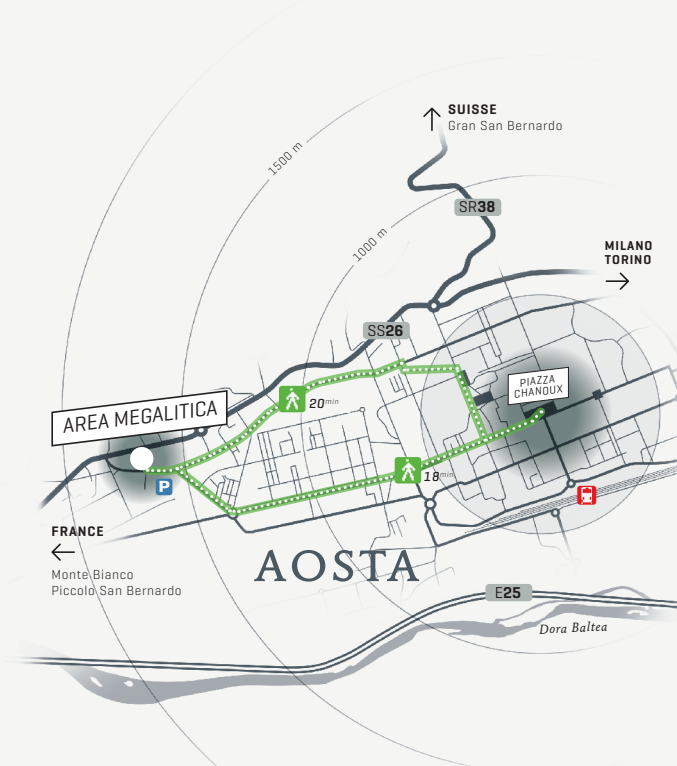 SUISSE
Gran San Bernardo
1500 m
SR38
1000 m
MILANO
TORINO
SS26
PIAZZA
CHANOUX
20min
AREA MEGALITICA
18min
P
FRANCE
Monte Bianco
Piccolo San Bernardo
AOSTA
E25
Dora Baltea